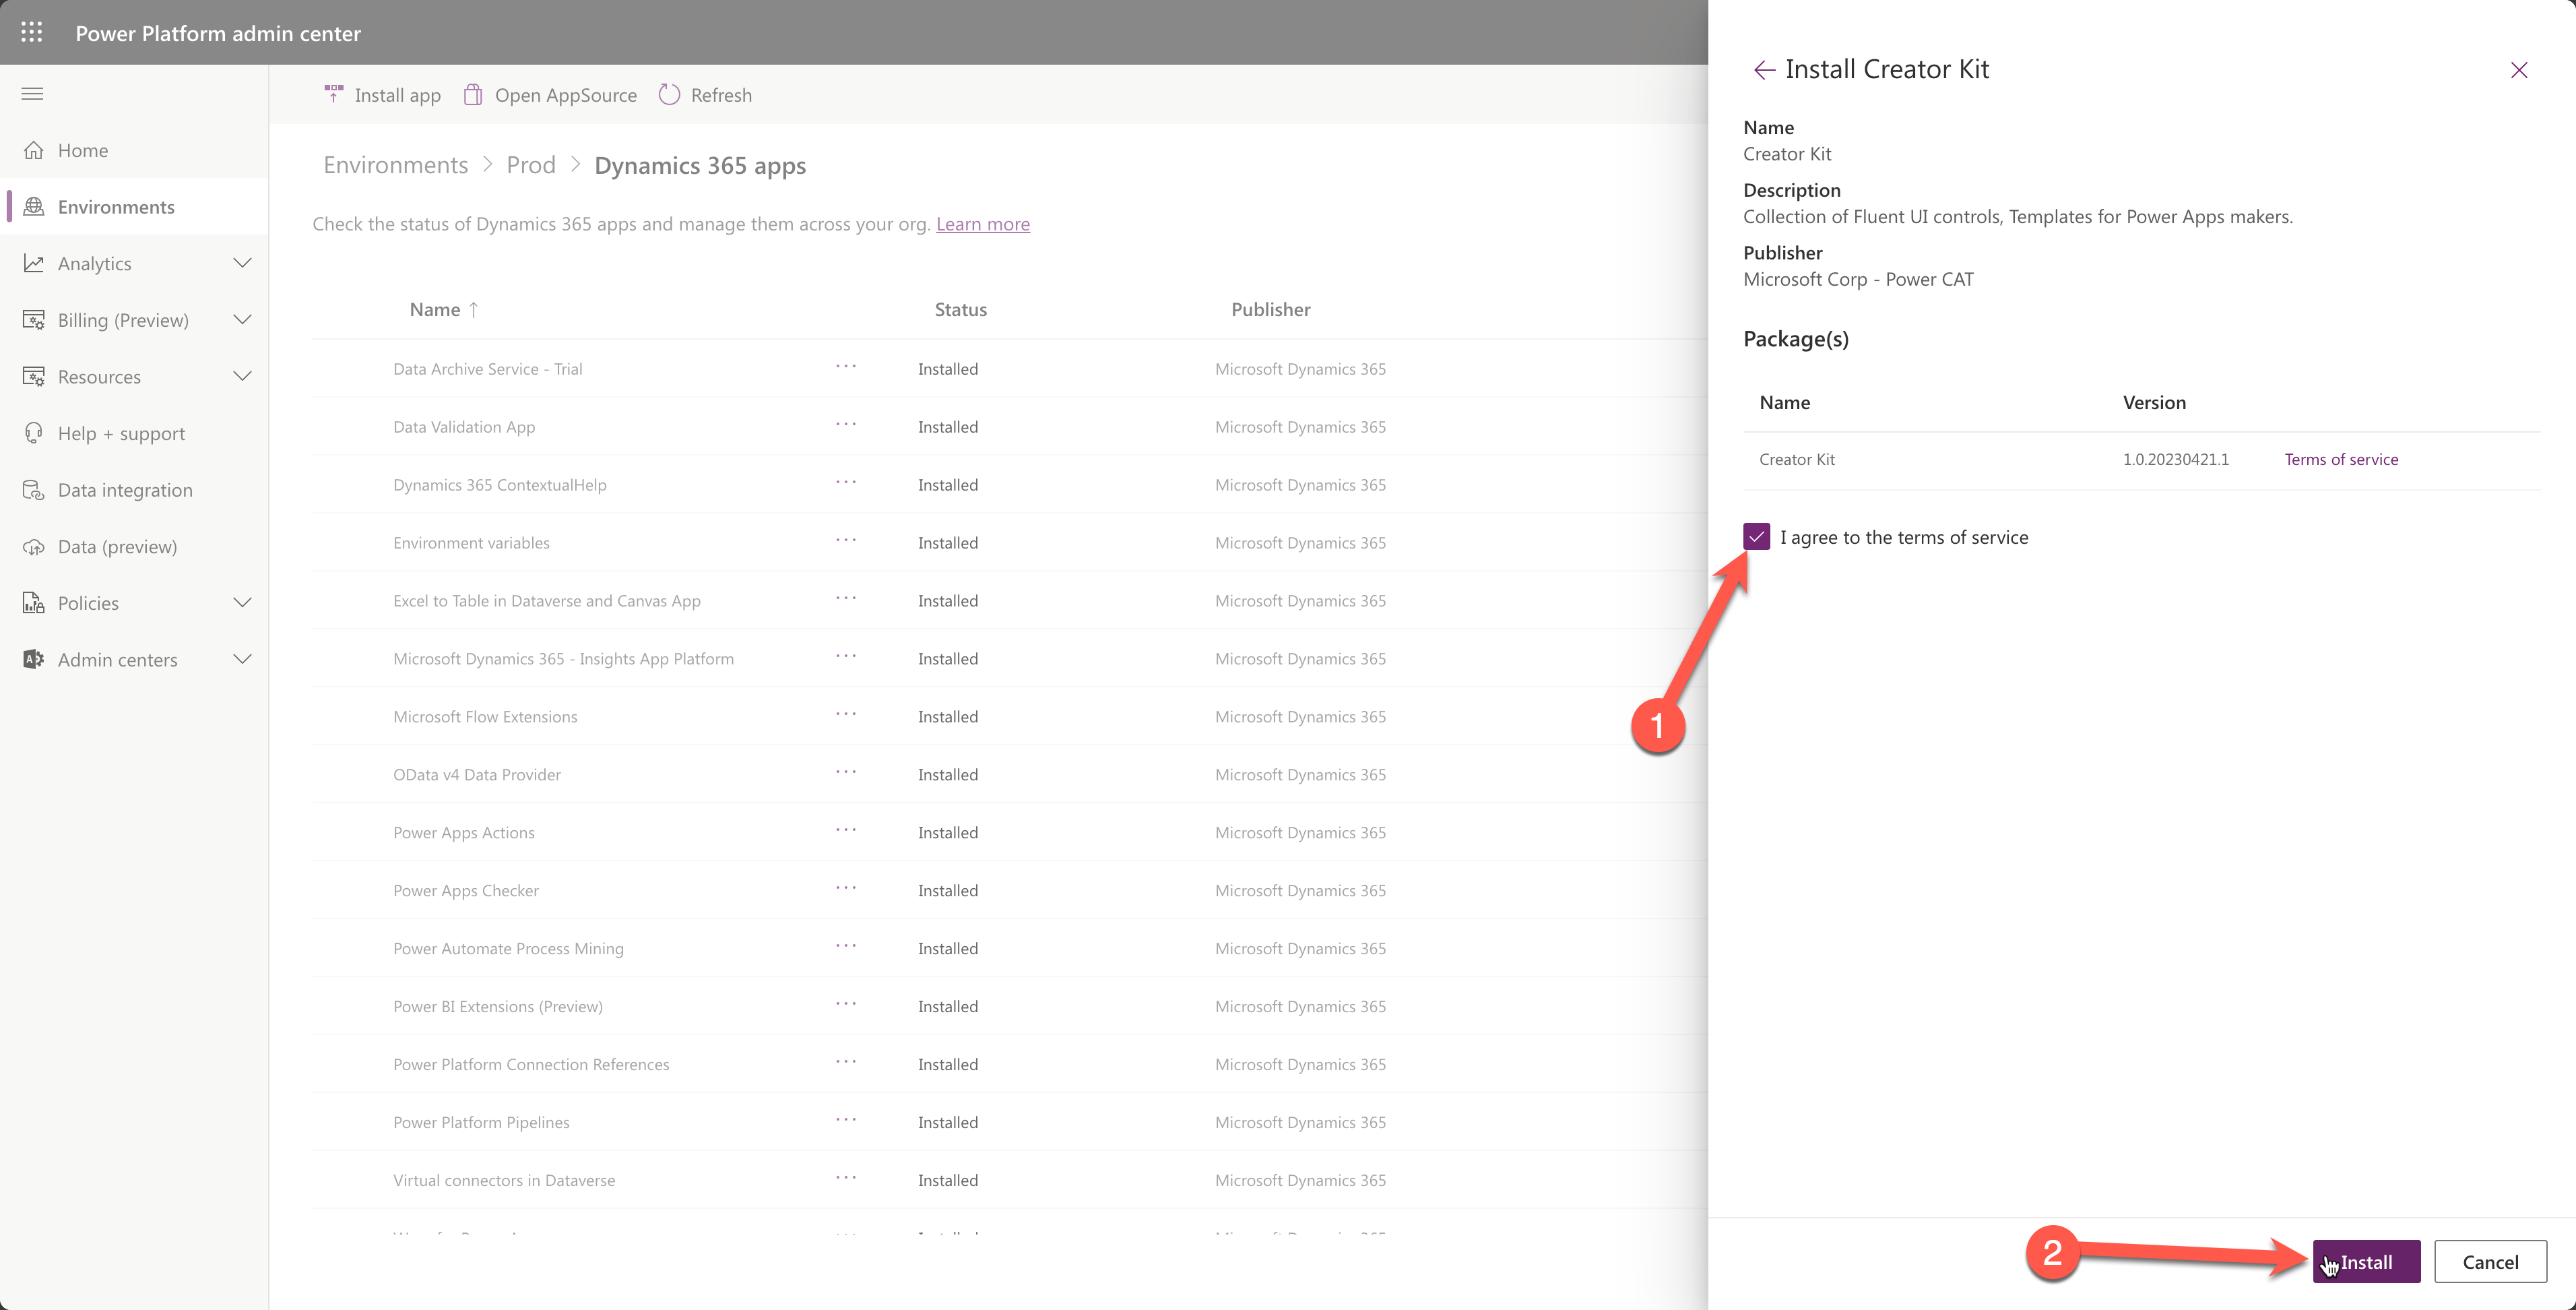 Power Platform admin center
Install app
Open AppSource
Refresh
Home
Environments
Analytics
Billing (Preview)
Resources
Help + support
Data integration
Data (preview)
Policies
Admin centers
Environments > Prod > Dynamics 365 apps
Check the status of Dynamics 365 apps and manage them across your org. Learn more
Name ↑ Status Publisher
Data Archive Service - Trial ... Installed Microsoft Dynamics 365
Data Validation App ... Installed Microsoft Dynamics 365
Dynamics 365 ContextualHelp ... Installed Microsoft Dynamics 365
Environment variables ... Installed Microsoft Dynamics 365
Excel to Table in Dataverse and Canvas App ... Installed Microsoft Dynamics 365
Microsoft Dynamics 365 - Insights App Platform ... Installed Microsoft Dynamics 365
Microsoft Flow Extensions ... Installed Microsoft Dynamics 365
OData v4 Data Provider ... Installed Microsoft Dynamics 365
Power Apps Actions ... Installed Microsoft Dynamics 365
Power Apps Checker ... Installed Microsoft Dynamics 365
Power Automate Process Mining ... Installed Microsoft Dynamics 365
Power BI Extensions (Preview) ... Installed Microsoft Dynamics 365
Power Platform Connection References ... Installed Microsoft Dynamics 365
Power Platform Pipelines ... Installed Microsoft Dynamics 365
Virtual connectors in Dataverse ... Installed Microsoft Dynamics 365
Install Creator Kit
Name
Creator Kit
Description
Collection of Fluent UI controls, Templates for Power Apps makers.
Publisher
Microsoft Corp - Power CAT
Package(s)
Name Version
Creator Kit 1.0.20230421.1 Terms of service
I agree to the terms of service
1
2
Install
Cancel